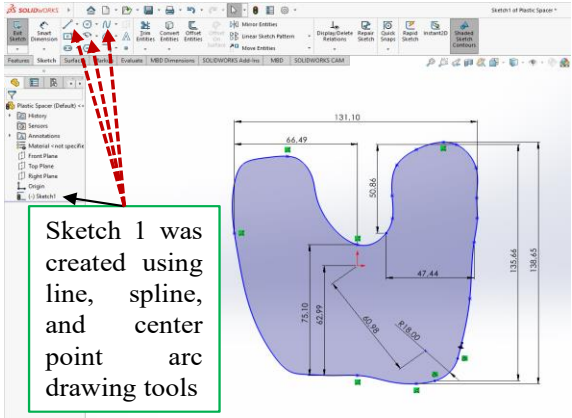 SOLIDWORKS
Sketch1 of Plastic Spacer *
Exit Sketch
Smart Dimension
Trim Entities
Convert Entities
Offset Entities
Mirror Entities
Linear Sketch Pattern
Move Entities
Display/Delete Relations
Repair Sketch
Quick Snaps
Rapid Sketch
Instant2D
Shaded Sketch Contours
Features Sketch Evaluate MBD Dimensions SOLIDWORKS Add-Ins MBD SOLIDWORKS CAM
Plastic Spacer (Default) <<
History
Sensors
Annotations
Material <not specifie
Front Plane
Top Plane
Right Plane
Origin
(-) Sketch1
131,10
66,49
50,86
47,44
135,66
138,65
75,10
62,99
60,98
R18,00
Sketch 1 was
created using
line, spline,
and center
point arc
drawing tools